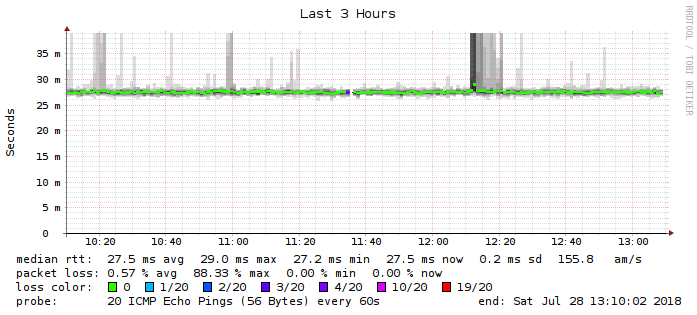 Last 3 Hours
RRDTOOL / TOBI OETIKER
Seconds
35 m
30 m
25 m
20 m
15 m
10 m
5 m
0
10:20 10:40 11:00 11:20 11:40 12:00 12:20 12:40 13:00
median rtt: 27.5 ms avg 29.0 ms max 27.2 ms min 27.5 ms now 0.2 ms sd 155.8 am/s
packet loss: 0.57 % avg 88.33 % max 0.00 % min 0.00 % now
loss color: 0 1/20 2/20 3/20 4/20 10/20 19/20
probe: 20 ICMP Echo Pings (56 Bytes) every 60s end: Sat Jul 28 13:10:02 2018